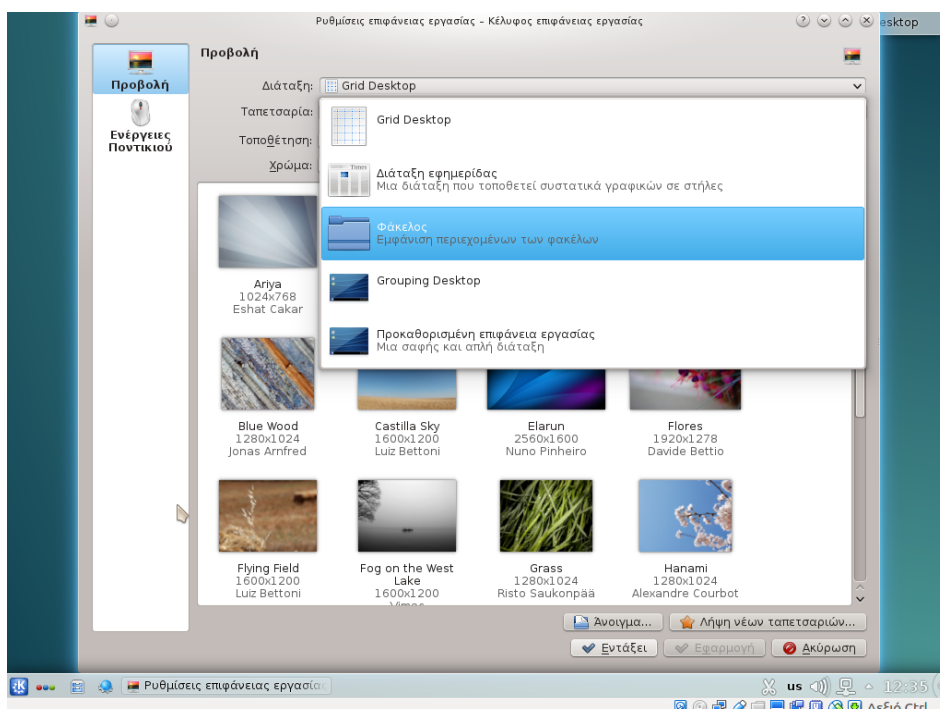 Ρυθμίσεις επιφάνειας εργασίας – Κέλυφος επιφάνειας εργασίας
esktop
Προβολή
Ενέργειες
Ποντικιού
Προβολή
Διάταξη: Grid Desktop
Ταπετσαρία:
Τοποθέτηση:
Χρώμα:
Grid Desktop
Διάταξη εφημερίδας
Μια διάταξη που τοποθετεί συστατικά γραφικών σε στήλες
Φάκελος
Εμφάνιση περιεχομένων των φακέλων
Grouping Desktop
Προκαθορισμένη επιφάνεια εργασίας
Μια σαφής και απλή διάταξη
Ariya
1024x768
Eshat Cakar
Blue Wood
1280x1024
Jonas Arnfred
Castilla Sky
1600x1200
Luiz Bettoni
Elarun
2560x1600
Nuno Pinheiro
Flores
1920x1278
Davide Bettio
Flying Field
1600x1200
Luiz Bettoni
Fog on the West
Lake
1600x1200
Grass
1280x1024
Risto Saukonpää
Hanami
1280x1024
Alexandre Courbot
Άνοιγμα... Λήψη νέων ταπετσαριών...
Εντάξει Εφαρμογή Ακύρωση
Ρυθμίσεις επιφάνειας εργασίας us 12:35
Δεξιό Ctrl